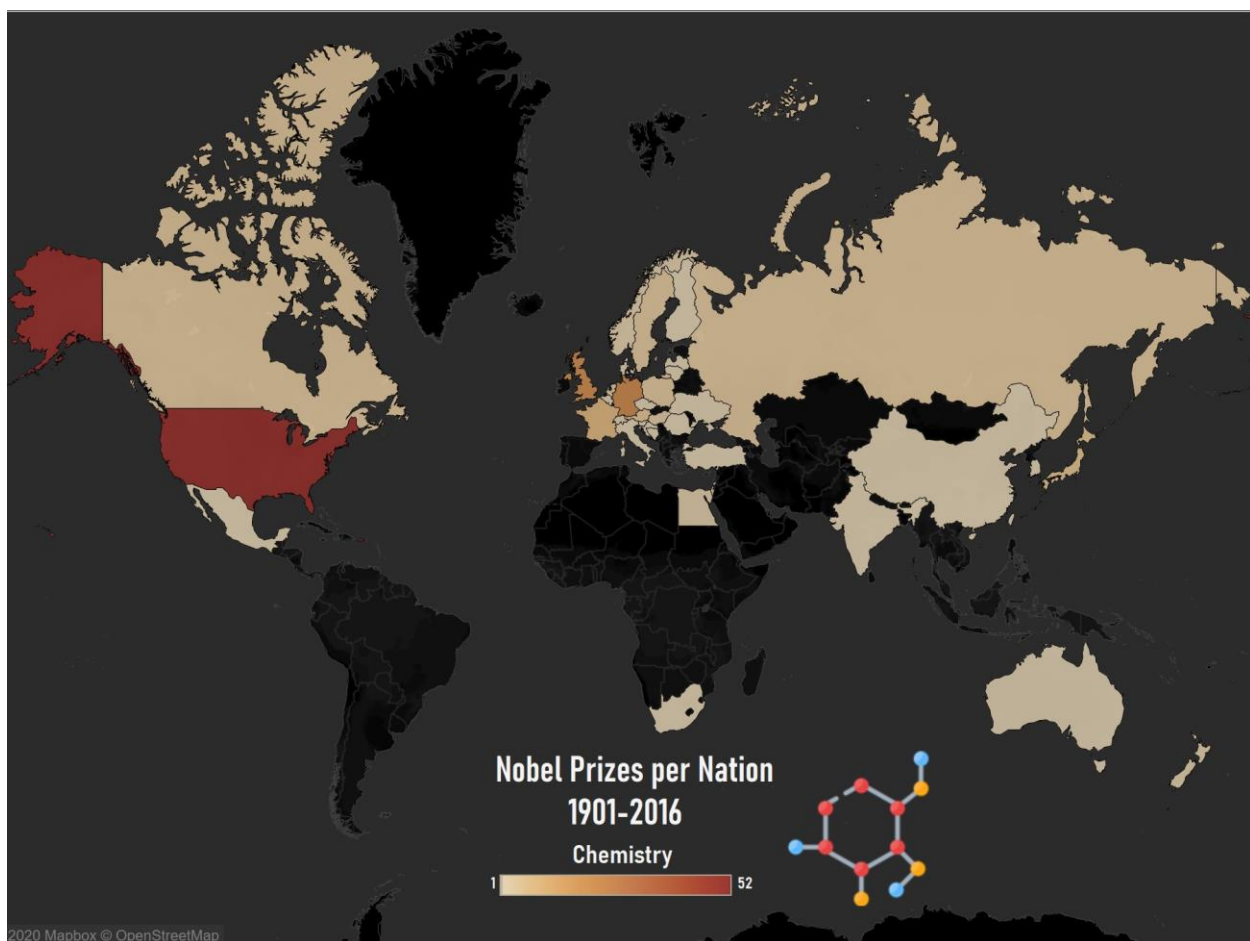 Nobel Prizes per Nation
1901-2016
Chemistry
1 52
2020 Mapbox © OpenStreetMap